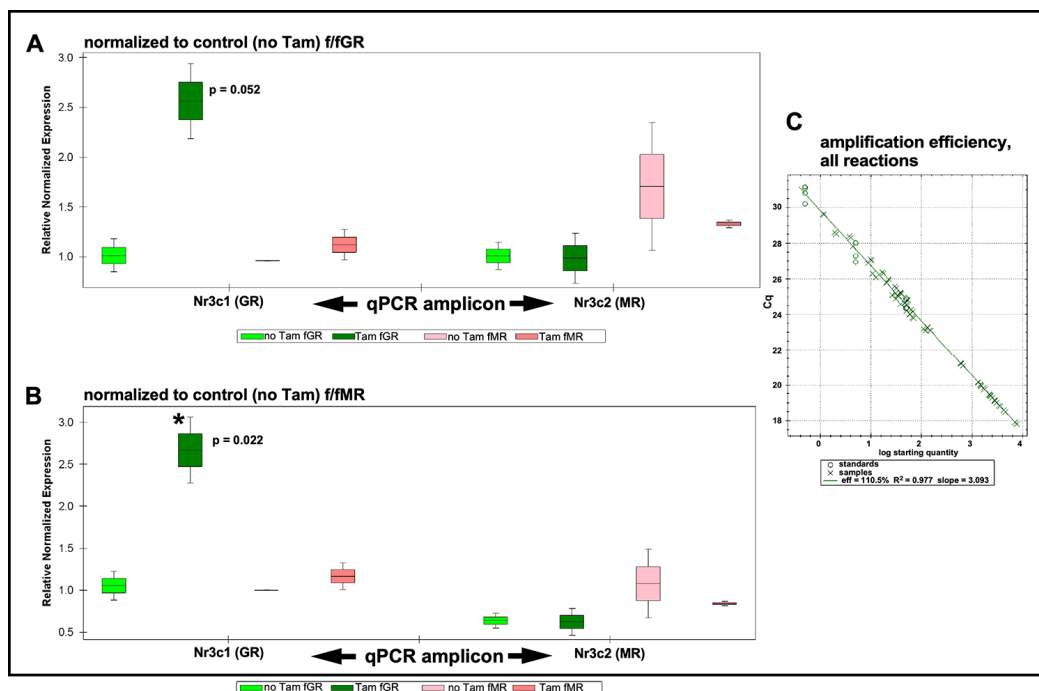 A
normalized to control (no Tam) f/fGR
Relative Normalized Expression
3.0
2.5
2.0
1.5
1.0
p = 0.052
Nr3c1 (GR)
qPCR amplicon
Nr3c2 (MR)
no Tam fGR Tam fGR no Tam fMR Tam fMR
B
normalized to control (no Tam) f/fMR
Relative Normalized Expression
3.0
2.5
2.0
1.5
1.0
0.5
*
p = 0.022
Nr3c1 (GR)
qPCR amplicon
Nr3c2 (MR)
no Tam fGR Tam fGR no Tam fMR Tam fMR
C
amplification efficiency,
all reactions
Cq
30
28
26
24
22
20
18
0 1 2 3 4
log starting quantity
standards
samples
eff = 110.5% R² = 0.977 slope = 3.093